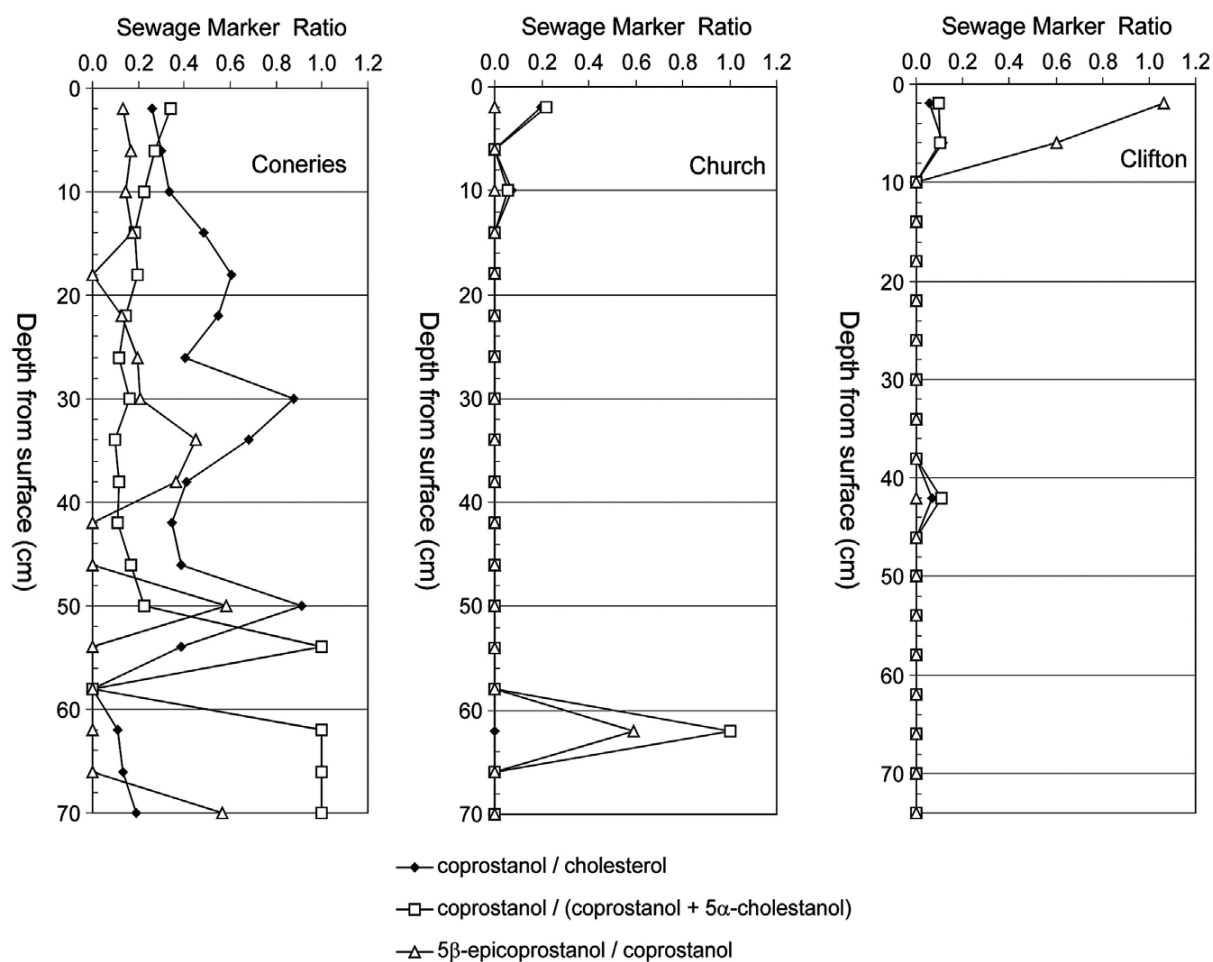 Sewage Marker Ratio
0.0 0.2 0.4 0.6 0.8 1.0 1.2
0
10
20
30
40
50
60
70
Depth from surface (cm)
Coneries
Sewage Marker Ratio
0.0 0.2 0.4 0.6 0.8 1.0 1.2
0
10
20
30
40
50
60
70
Depth from surface (cm)
Church
Sewage Marker Ratio
0.0 0.2 0.4 0.6 0.8 1.0 1.2
0
10
20
30
40
50
60
70
80
Depth from surface (cm)
Clifton
coprostanol / cholesterol
coprostanol / (coprostanol + 5α-cholestanol)
5β-epicoprostanol / coprostanol